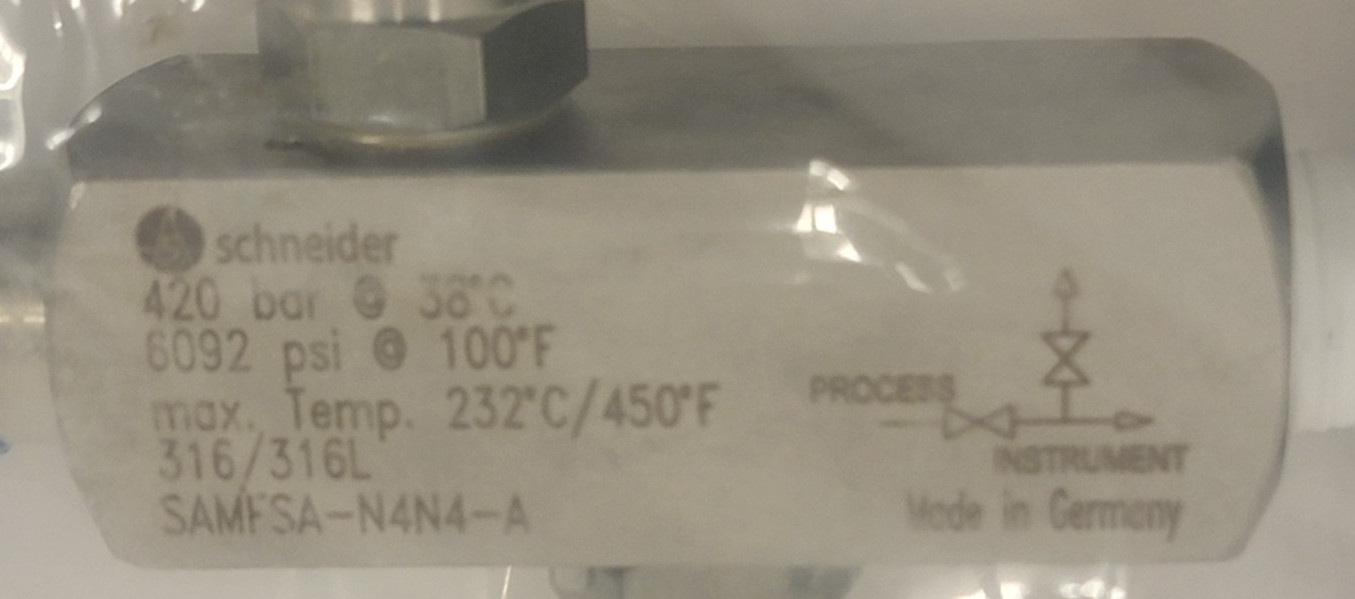 schneider
420 bar @ 38°C
6092 psi @ 100°F
max. Temp. 232°C/450°F
316/316L
SAMFSA-N4N4-A
PROCESS
INSTRUMENT
Made in Germany